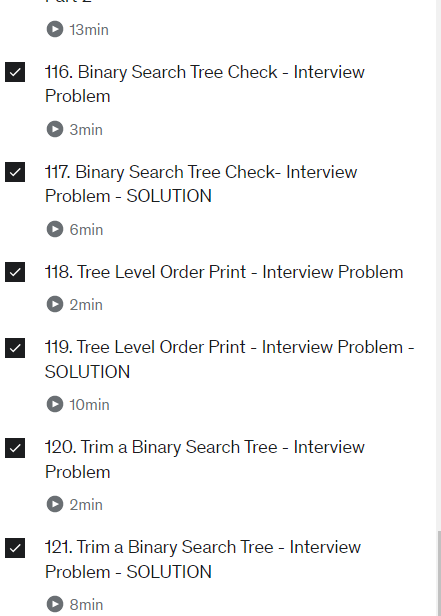 Part 2
13min
116. Binary Search Tree Check - Interview
Problem
3min
117. Binary Search Tree Check- Interview
Problem - SOLUTION
6min
118. Tree Level Order Print - Interview Problem
2min
119. Tree Level Order Print - Interview Problem -
SOLUTION
10min
120. Trim a Binary Search Tree - Interview
Problem
2min
121. Trim a Binary Search Tree - Interview
Problem - SOLUTION
8min